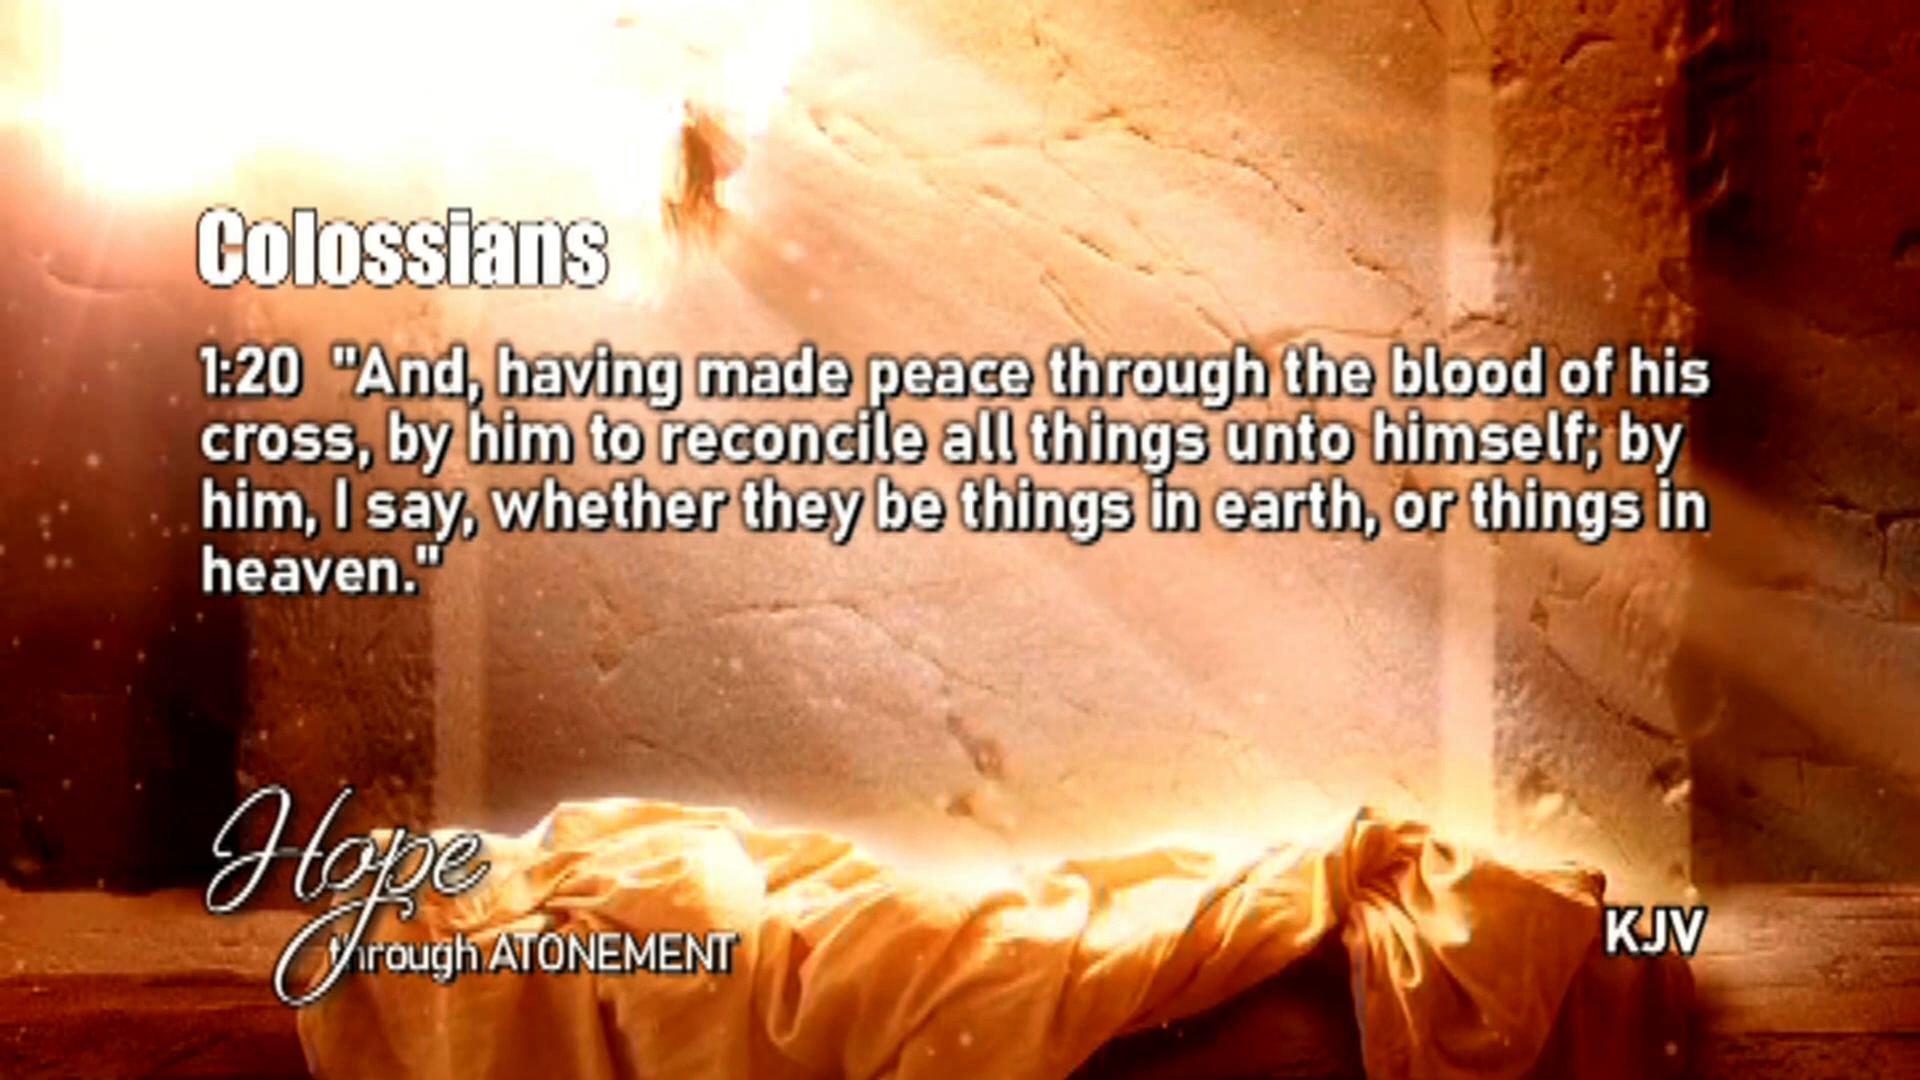 Colossians
1:20 "And, having made peace through the blood of his
cross, by him to reconcile all things unto himself; by
him, I say, whether they be things in earth, or things in
heaven."
Hope
through ATONEMENT
KJV